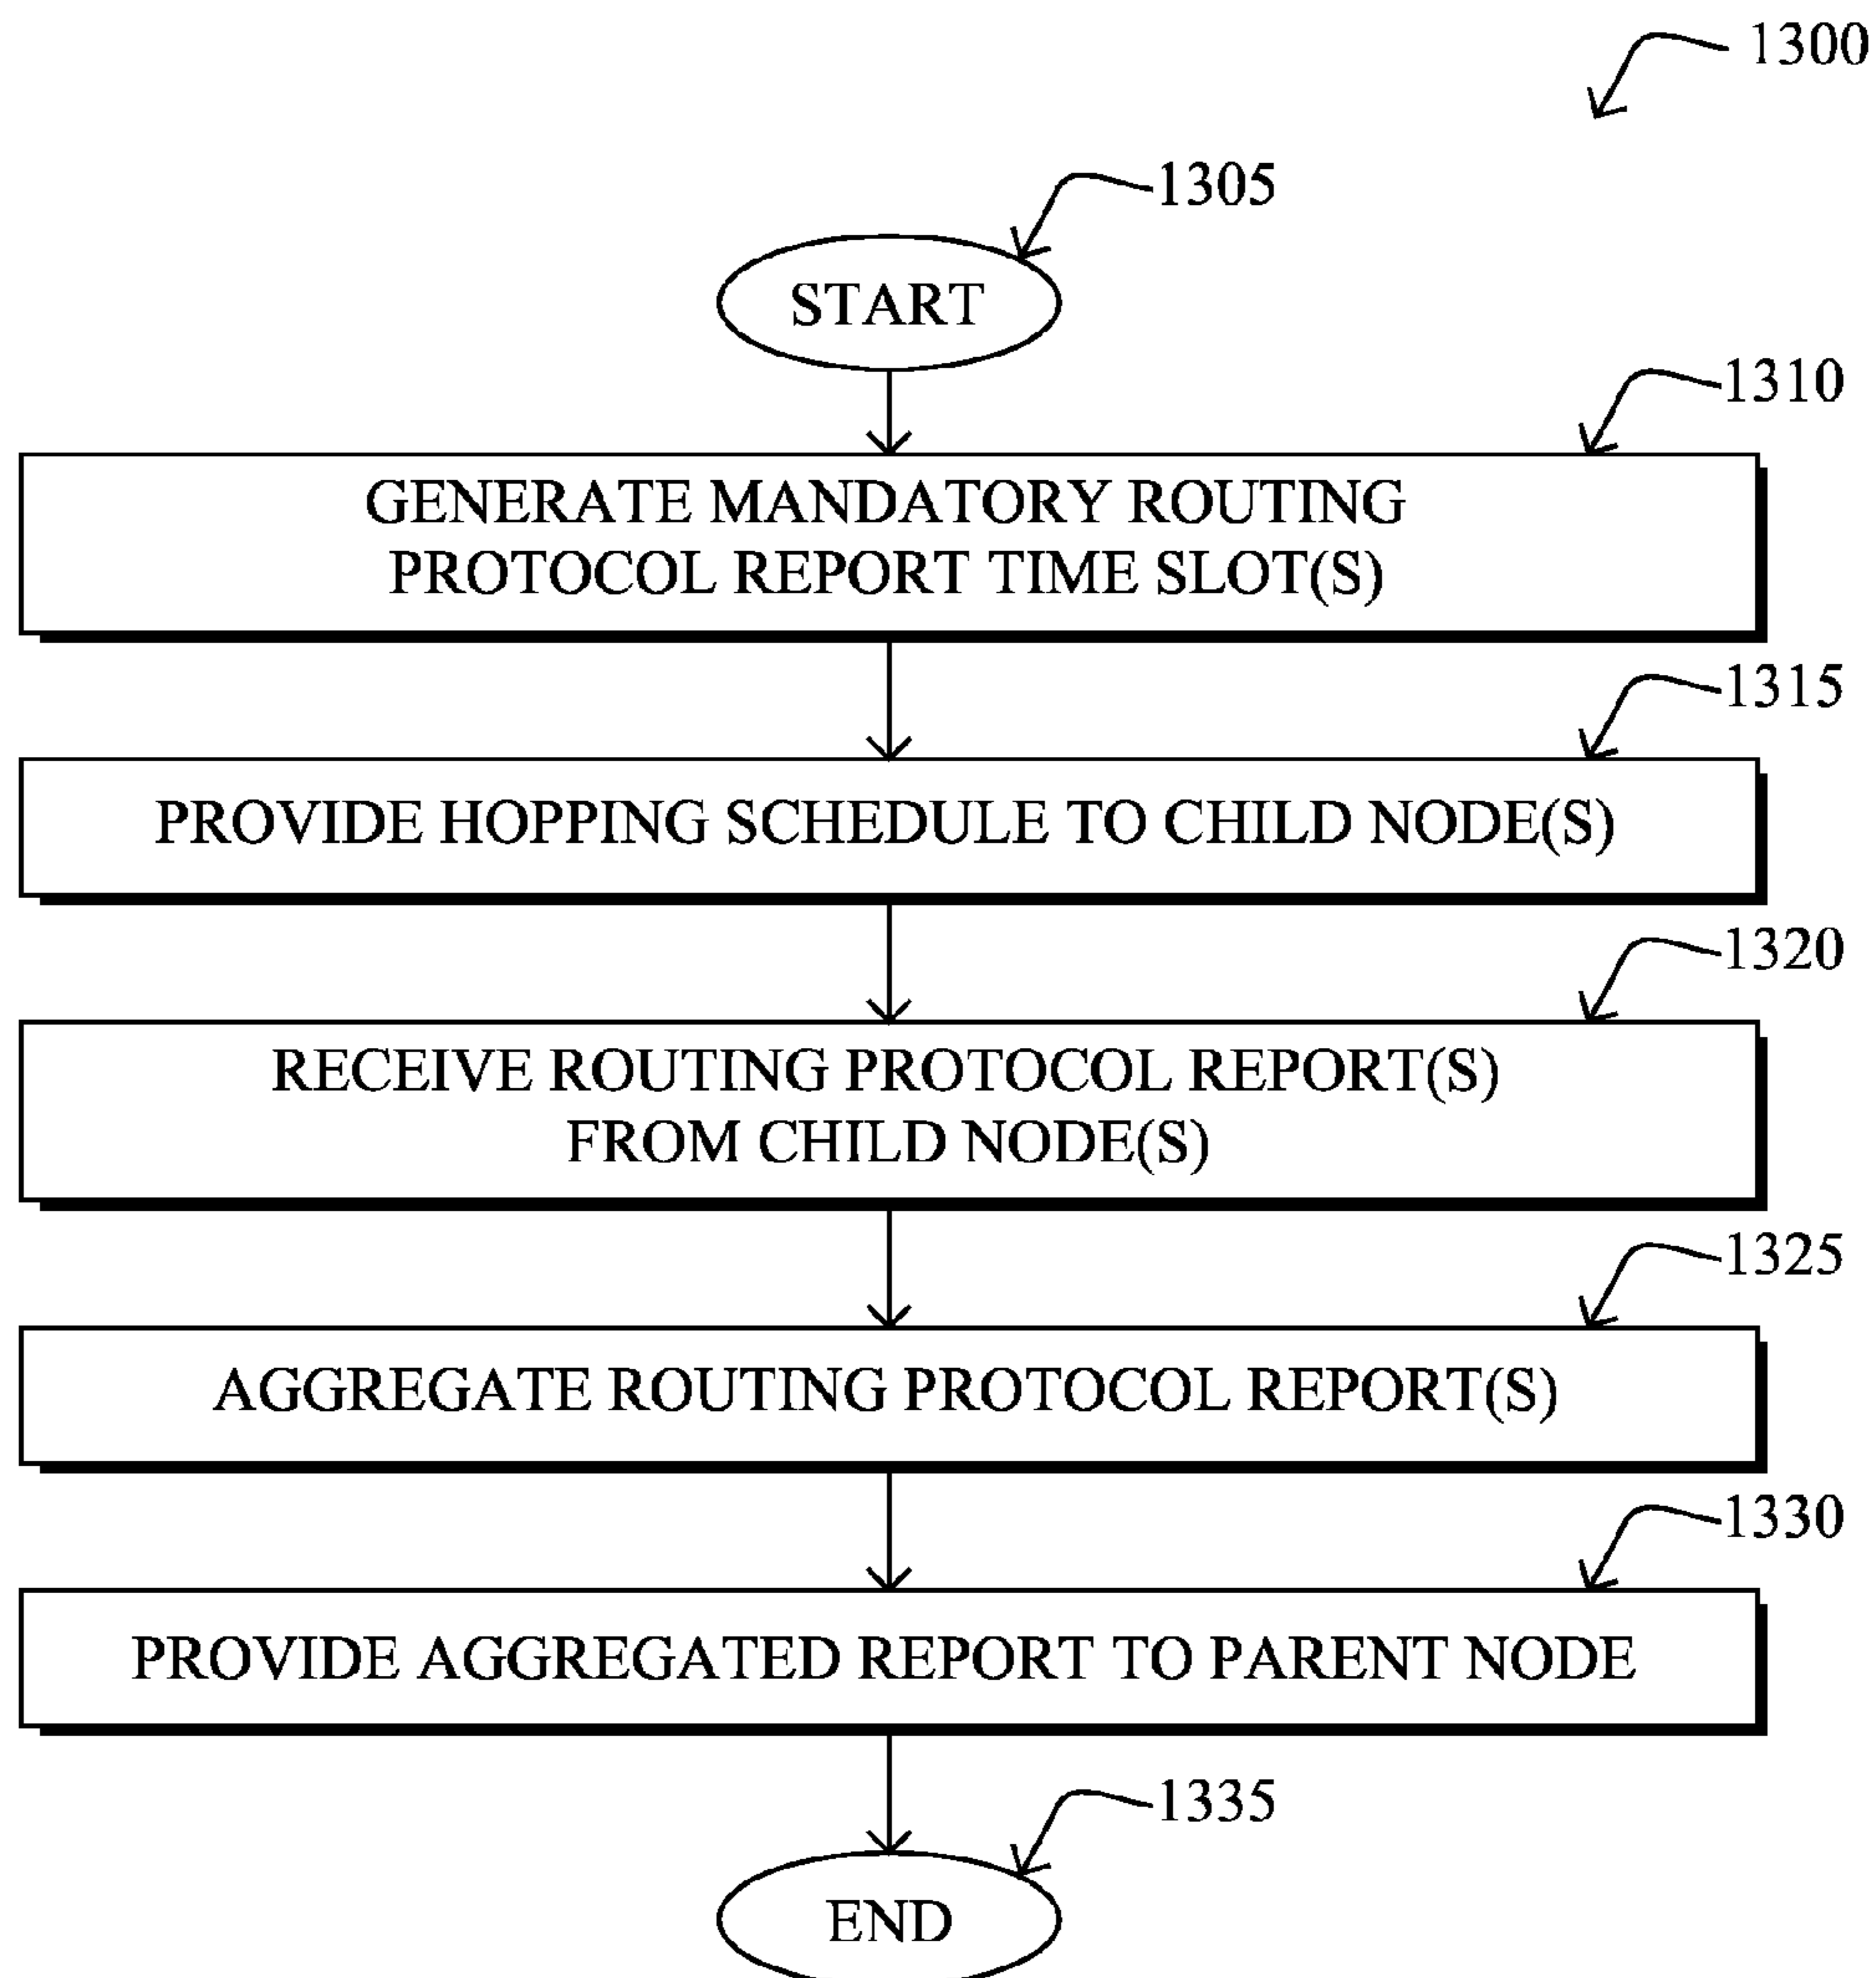 1300
1305
START
1310
GENERATE MANDATORY ROUTING
PROTOCOL REPORT TIME SLOT(S)
1315
PROVIDE HOPPING SCHEDULE TO CHILD NODE(S)
1320
RECEIVE ROUTING PROTOCOL REPORT(S)
FROM CHILD NODE(S)
1325
AGGREGATE ROUTING PROTOCOL REPORT(S)
1330
PROVIDE AGGREGATED REPORT TO PARENT NODE
1335
END